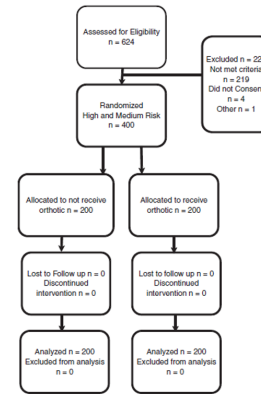 Assessed for Eligibility
n = 624
Excluded n = 22
Not met criteria
n = 219
Did not Consen
n = 4
Other n = 1
Randomized
High and Medium Risk
n = 400
Allocated to not receive
orthotic n = 200
Allocated to receive
orthotic n = 200
Lost to Follow up n = 0
Discontinued
intervention n = 0
Lost to follow up n = 0
Discontinued
intervention n = 0
Analyzed n = 200
Excluded from analysis
n = 0
Analyzed n = 200
Excluded from analysis
n = 0